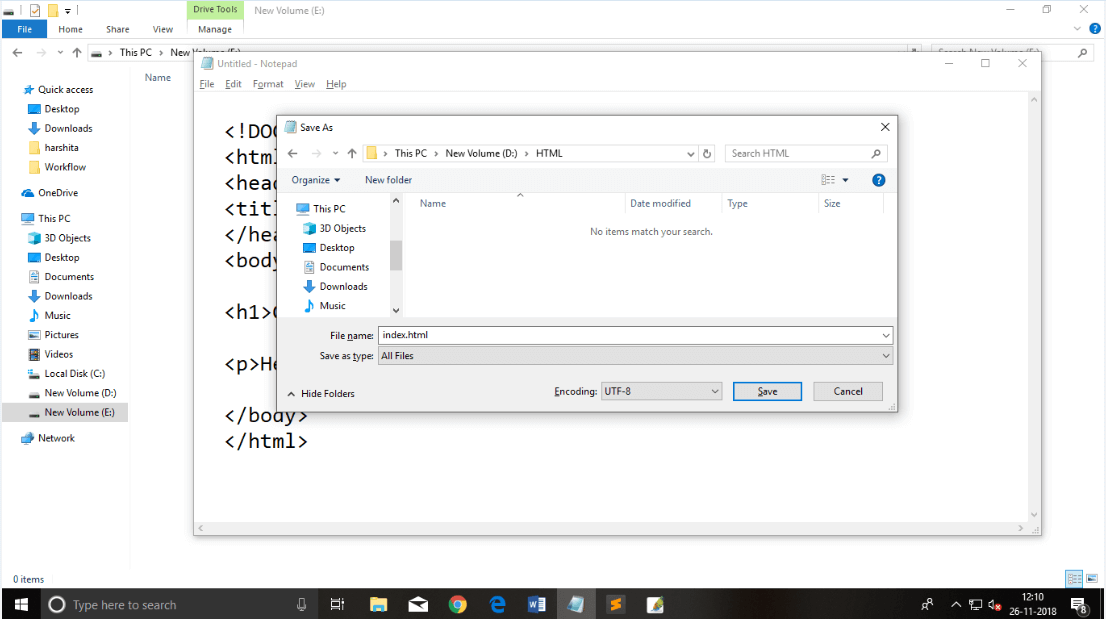 Drive Tools
New Volume (E:)
File
Home
Share
View
Manage
This PC
New Volume (E:)
Search New Volume (E:)
Quick access
Desktop
Downloads
harshita
Workflow
OneDrive
This PC
3D Objects
Desktop
Documents
Downloads
Music
Pictures
Videos
Local Disk (C:)
New Volume (D:)
New Volume (E:)
Network
Name
Untitled - Notepad
File Edit Format View Help
<!DOC
<html
<head
<titl
</hea
<body
<h1>
<p>He
</body>
</html>
Save As
This PC > New Volume (D:) > HTML
Search HTML
Organize
New folder
This PC
3D Objects
Desktop
Documents
Downloads
Music
Name
Date modified
Type
Size
No items match your search.
File name: index.html
Save as type: All Files
Hide Folders
Encoding: UTF-8
Save
Cancel
0 items
Type here to search
12:10
26-11-2018
8